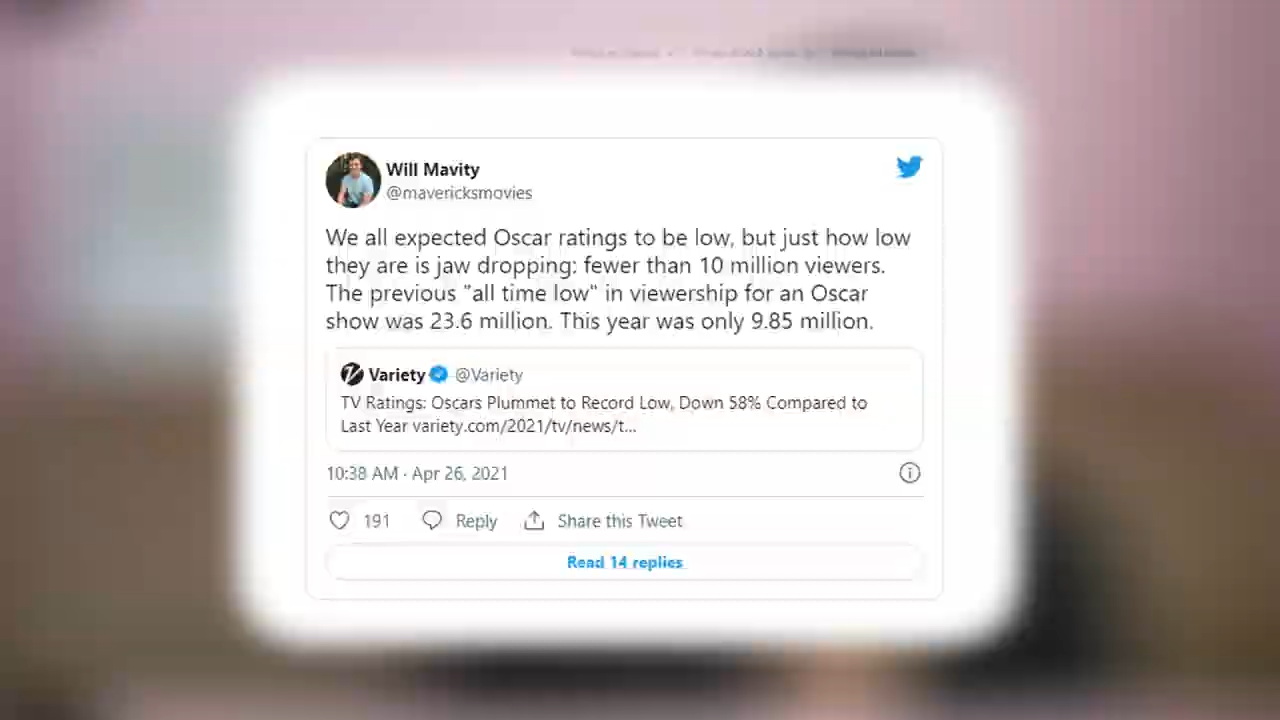 Will Mavity
@mavericksmovies
We all expected Oscar ratings to be low, but just how low
they are is jaw dropping: fewer than 10 million viewers.
The previous "all time low" in viewership for an Oscar
show was 23.6 million. This year was only 9.85 million.
Variety @Variety
TV Ratings: Oscars Plummet to Record Low, Down 58% Compared to
Last Year variety.com/2021/tv/news/t...
10:38 AM · Apr 26, 2021
191 Reply Share this Tweet
Read 14 replies